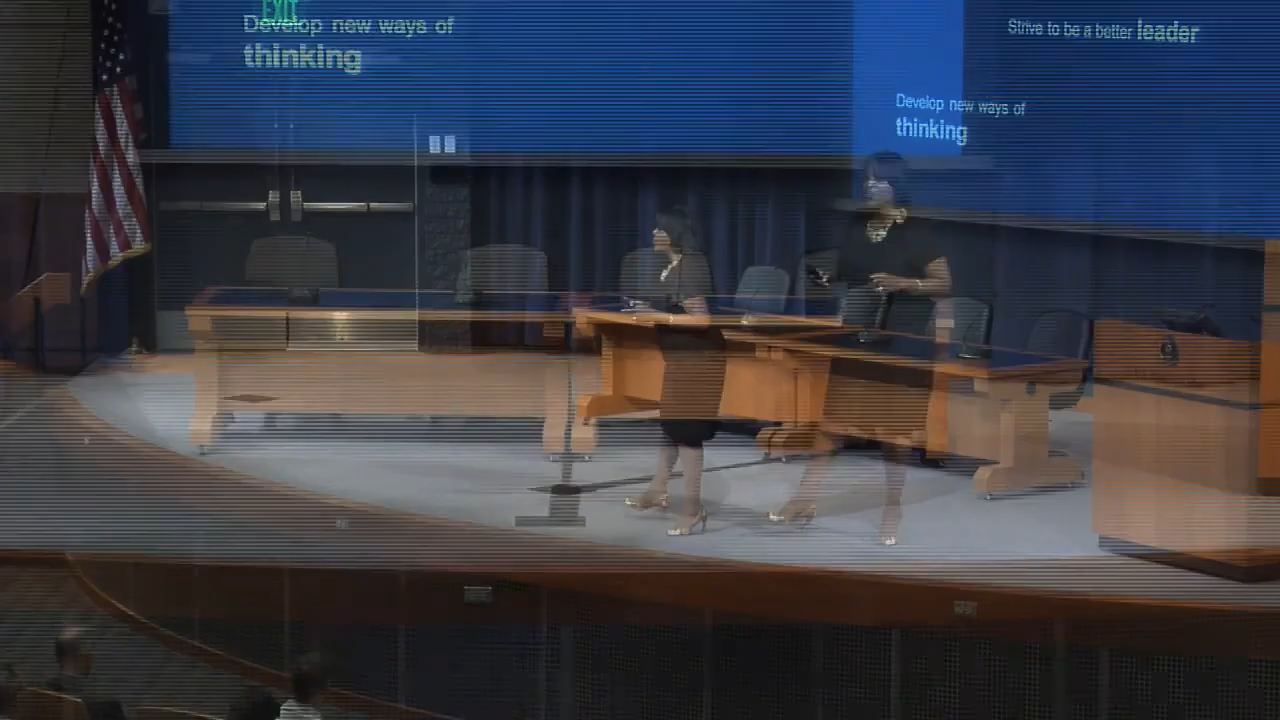 EXIT
Develop new ways of
thinking
Strive to be a better leader
Develop new ways of
thinking